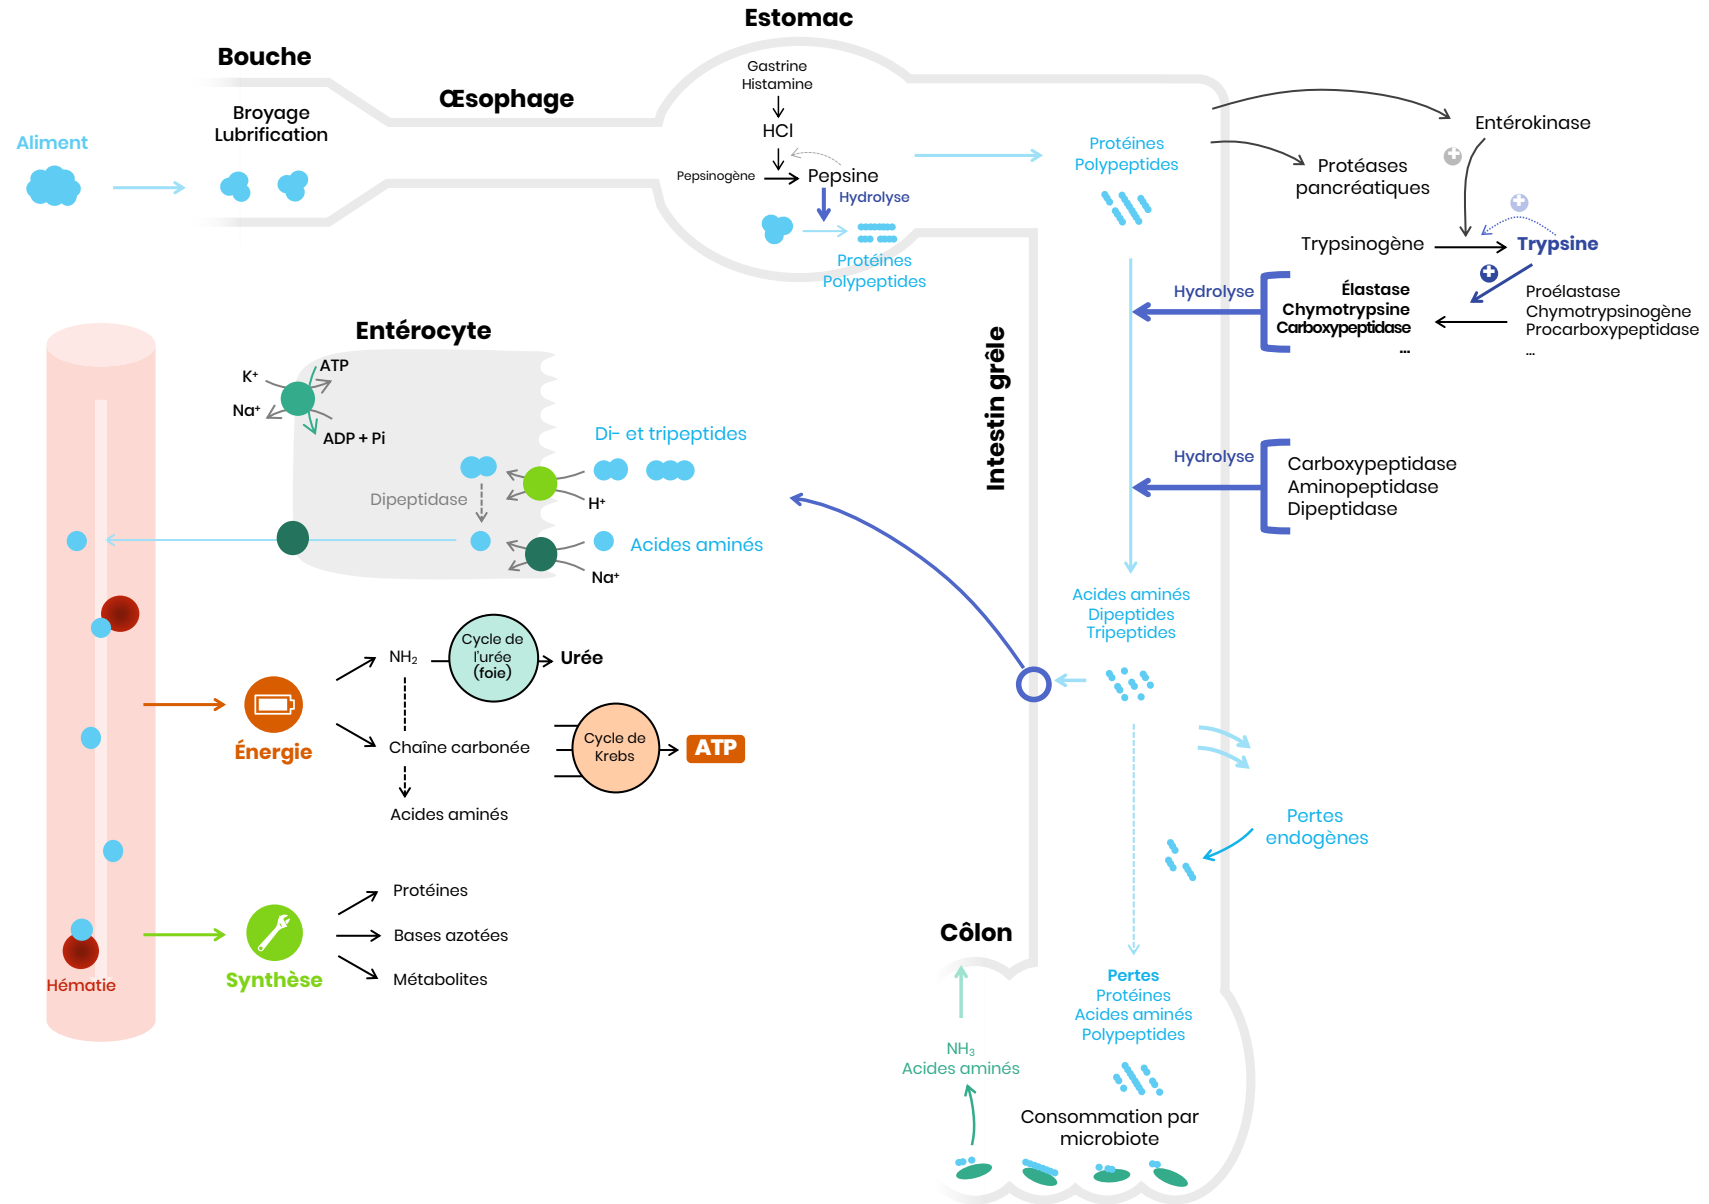 Estomac
Bouche
Œsophage
Aliment
Broyage
Lubrification
Gastrine
Histamine
HCl
Pepsinogène
Pepsine
Hydrolyse
Protéines
Polypeptides
Protéines
Polypeptides
Entérokinase
Protéases
pancréatiques
Trypsinogène
Trypsine
Hydrolyse
Élastase
Chymotrypsine
Carboxypeptidase
...
Proélastase
Chymotrypsinogène
Procarboxypeptidase
...
Intestin grêle
Hydrolyse
Carboxypeptidase
Aminopeptidase
Dipeptidase
Entérocyte
K⁺
ATP
Na⁺
ADP + Pi
Di- et tripeptides
Dipeptidase
H⁺
Acides aminés
Na⁺
Acides aminés
Dipeptides
Tripeptides
Énergie
NH₂
Cycle de
l'urée
(foie)
Urée
Chaîne carbonée
Cycle de
Krebs
ATP
Acides aminés
Pertes
endogènes
Synthèse
Protéines
Bases azotées
Métabolites
Hématie
Côlon
Pertes
Protéines
Acides aminés
Polypeptides
NH₃
Acides aminés
Consommation par
microbiote